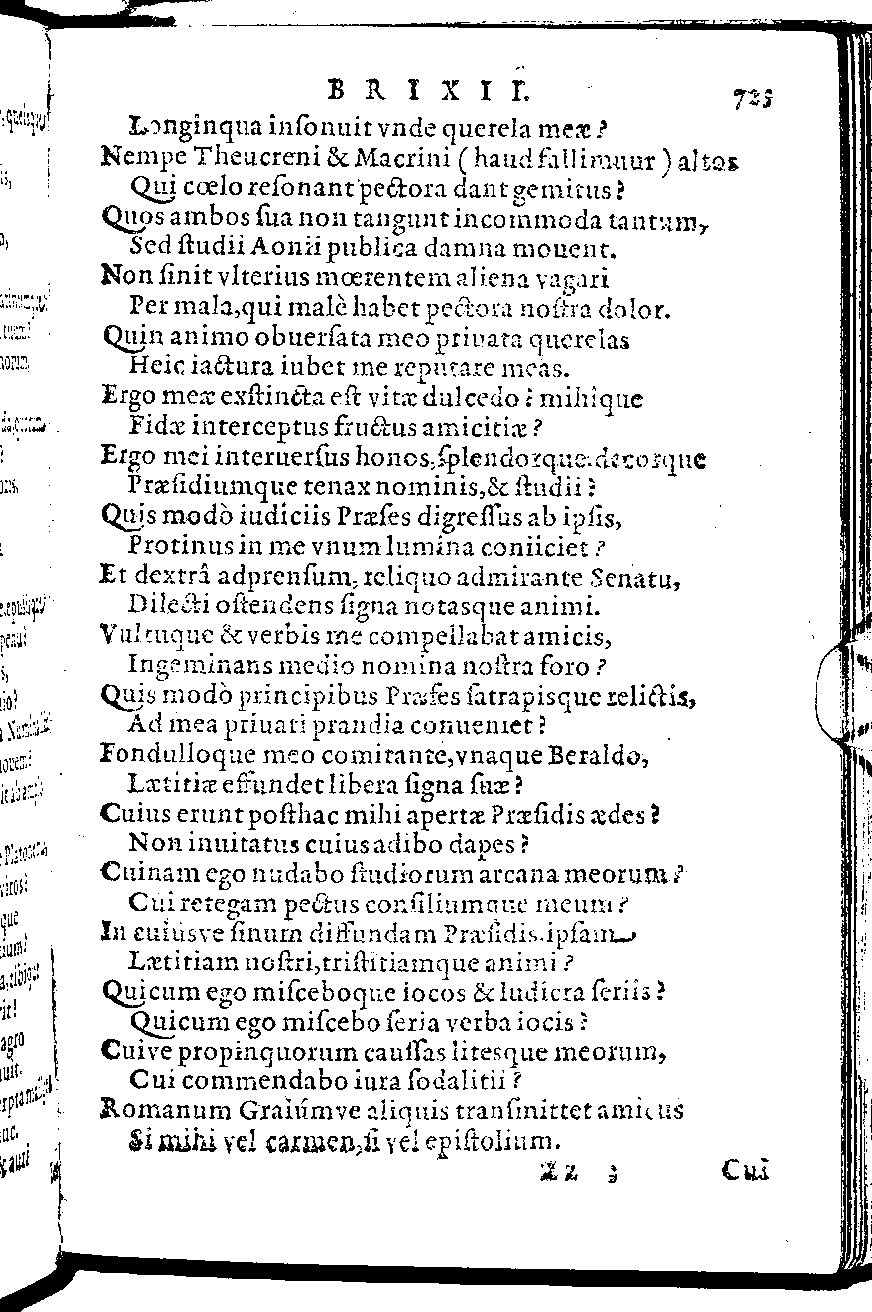 BRIXII. 725
Longinqua inſonuit vnde querela meæ?
Nempe Theucreni & Macrini (haud fallimuur) altos
Qui cœlo reſonant pectora dant gemitus?
Quos ambos ſua non tangunt incommoda tantum,
Sed ſtudii Aonii publica damna mouent.
Non ſinit vlterius mœrentem aliena vagari
Per mala, qui malè habet pectora noſtra dolor.
Quin animo obuerſata meo priuata querelas
Heic iactura iubet me reputare meas.
Ergo meæ exſtincta eſt vitæ dulcedo? mihique
Fidæ interceptus fructus amicitiæ?
Ergo mei interuerſus honos, ſplendorque, decorque
Præſidiumque tenax nominis, & ſtudii?
Quis modò iudiciis Præſes digreſſus ab ipſis,
Protinus in me vnum lumina coniiciet?
Et dextrâ adprenſum, reliquo admirante Senatu,
Dilecti oſtendens ſigna notasque animi.
Vultuque & verbis me compellabat amicis,
Ingeminans medio nomina noſtra foro?
Quis modò principibus Præſes ſatrapisque relictis,
Ad mea priuati prandia conueniet?
Fondulloque meo comitante, vnaque Beraldo,
Lætitiæ effundet libera ſigna ſuæ?
Cuius erunt poſthac mihi apertæ Præſidis ædes?
Non inuitatus cuius adibo dapes?
Cuinam ego nudabo ſtudiorum arcana meorum?
Cui retegam pectus conſiliumque meum?
In cuiusve ſinum diffundam Præſidis ipſam
Lætitiam noſtri, triſtitiamque animi?
Quicum ego miſceboque iocos & ludicra ſeriis?
Quicum ego miſcebo ſeria verba iocis?
Cuive propinquorum cauſſas litesque meorum,
Cui commendabo iura ſodalitii?
Romanum Graiúmve aliquis tranſmittet amicus
Si mihi vel carmen, ſi vel epiſtolium.
Zz 3 Cui